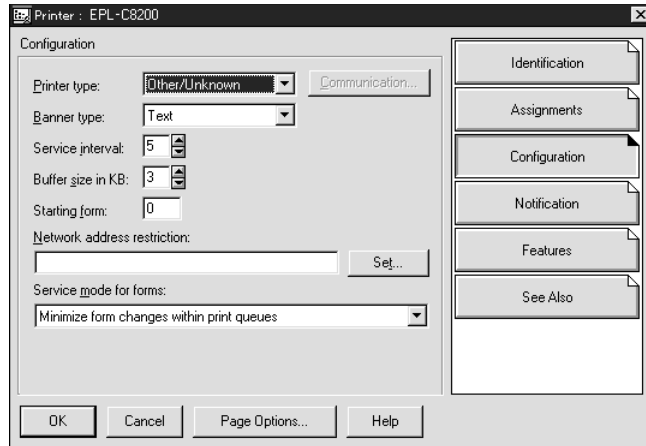 Printer : EPL-C8200
Configuration
Printer type: Other/Unknown Communication...
Banner type: Text
Service interval: 5
Buffer size in KB: 3
Starting form: 0
Network address restriction:
Set...
Service mode for forms:
Minimize form changes within print queues
Identification
Assignments
Configuration
Notification
Features
See Also
OK Cancel Page Options... Help